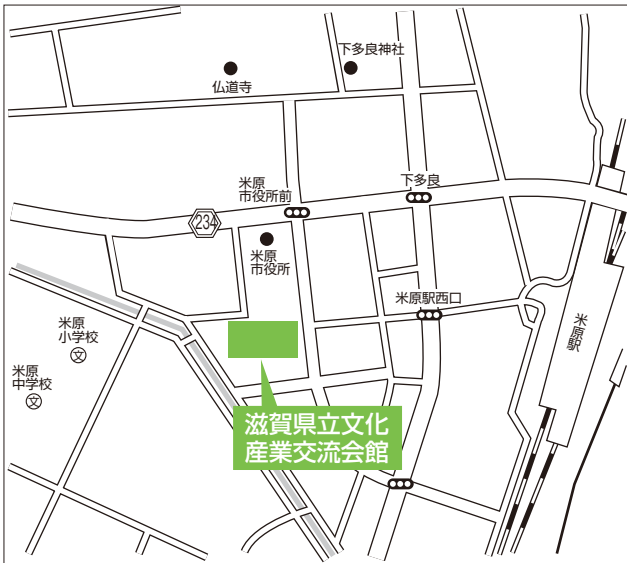 下多良神社
仏道寺
米原
市役所前
下多良
234
米原
市役所
米原駅西口
米原
小学校
文
米原駅
米原
中学校
文
滋賀県立文化
産業交流会館